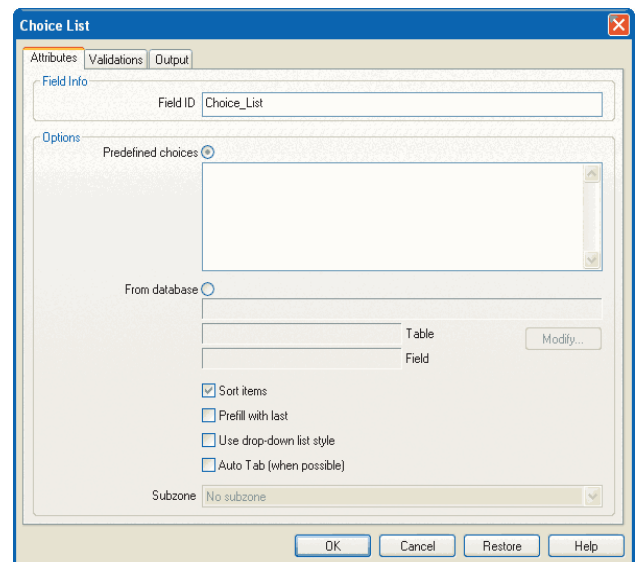 Choice List
Attributes Validations Output
Field Info
Field ID Choice_List
Options
Predefined choices
From database
Table
Modify...
Field
Sort items
Prefill with last
Use drop-down list style
Auto Tab (when possible)
Subzone No subzone
OK Cancel Restore Help